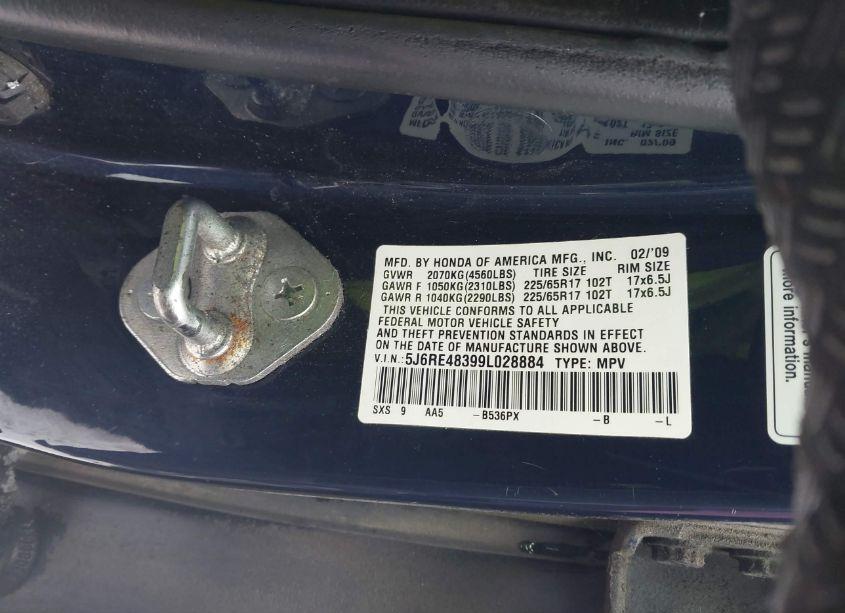 MFD. BY HONDA OF AMERICA MFG., INC. 02/'09
GVWR 2070KG(4560LBS) TIRE SIZE RIM SIZE
GAWR F 1050KG(2310LBS) 225/65R17 102T 17x6.5J
GAWR R 1040KG(2290LBS) 225/65R17 102T 17x6.5J
THIS VEHICLE CONFORMS TO ALL APPLICABLE
FEDERAL MOTOR VEHICLE SAFETY
AND THEFT PREVENTION STANDARDS IN EFFECT
ON THE DATE OF MANUFACTURE SHOWN ABOVE.
V.I.N.: 5J6RE48399L028884 TYPE: MPV
SXS 9 AA5 -B536PX -B -L
more information.